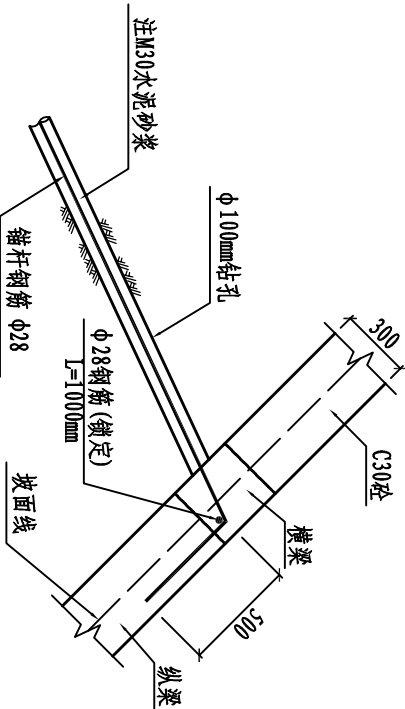 注M30水泥砂浆
ϕ100mm钻孔
300
C30砼
锚杆钢筋 ϕ28
ϕ28钢筋(锁定)
L=1000mm
横梁
500
坡面线
纵梁